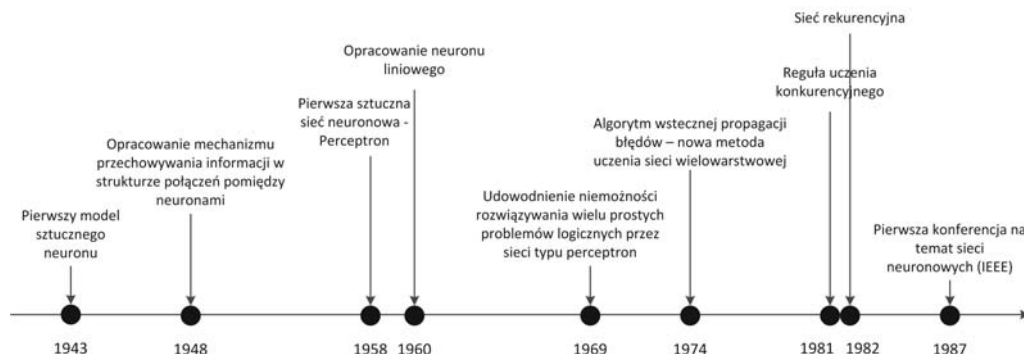 Sieć rekurencyjna
Opracowanie neuronu
liniowego
Reguła uczenia
konkurencyjnego
Pierwsza sztuczna
sieć neuronowa -
Perceptron
Algorytm wstecznej propagacji
błędów – nowa metoda
uczenia sieci wielowarstwowej
Opracowanie mechanizmu
przechowywania informacji w
strukturze połączeń pomiędzy
neuronami
Udowodnienie niemożności
rozwiązywania wielu prostych
problemów logicznych przez
sieci typu perceptron
Pierwszy model
sztucznego
neuronu
Pierwsza konferencja na
temat sieci
neuronowych (IEEE)
1943 1948 1958 1960 1969 1974 1981 1982 1987